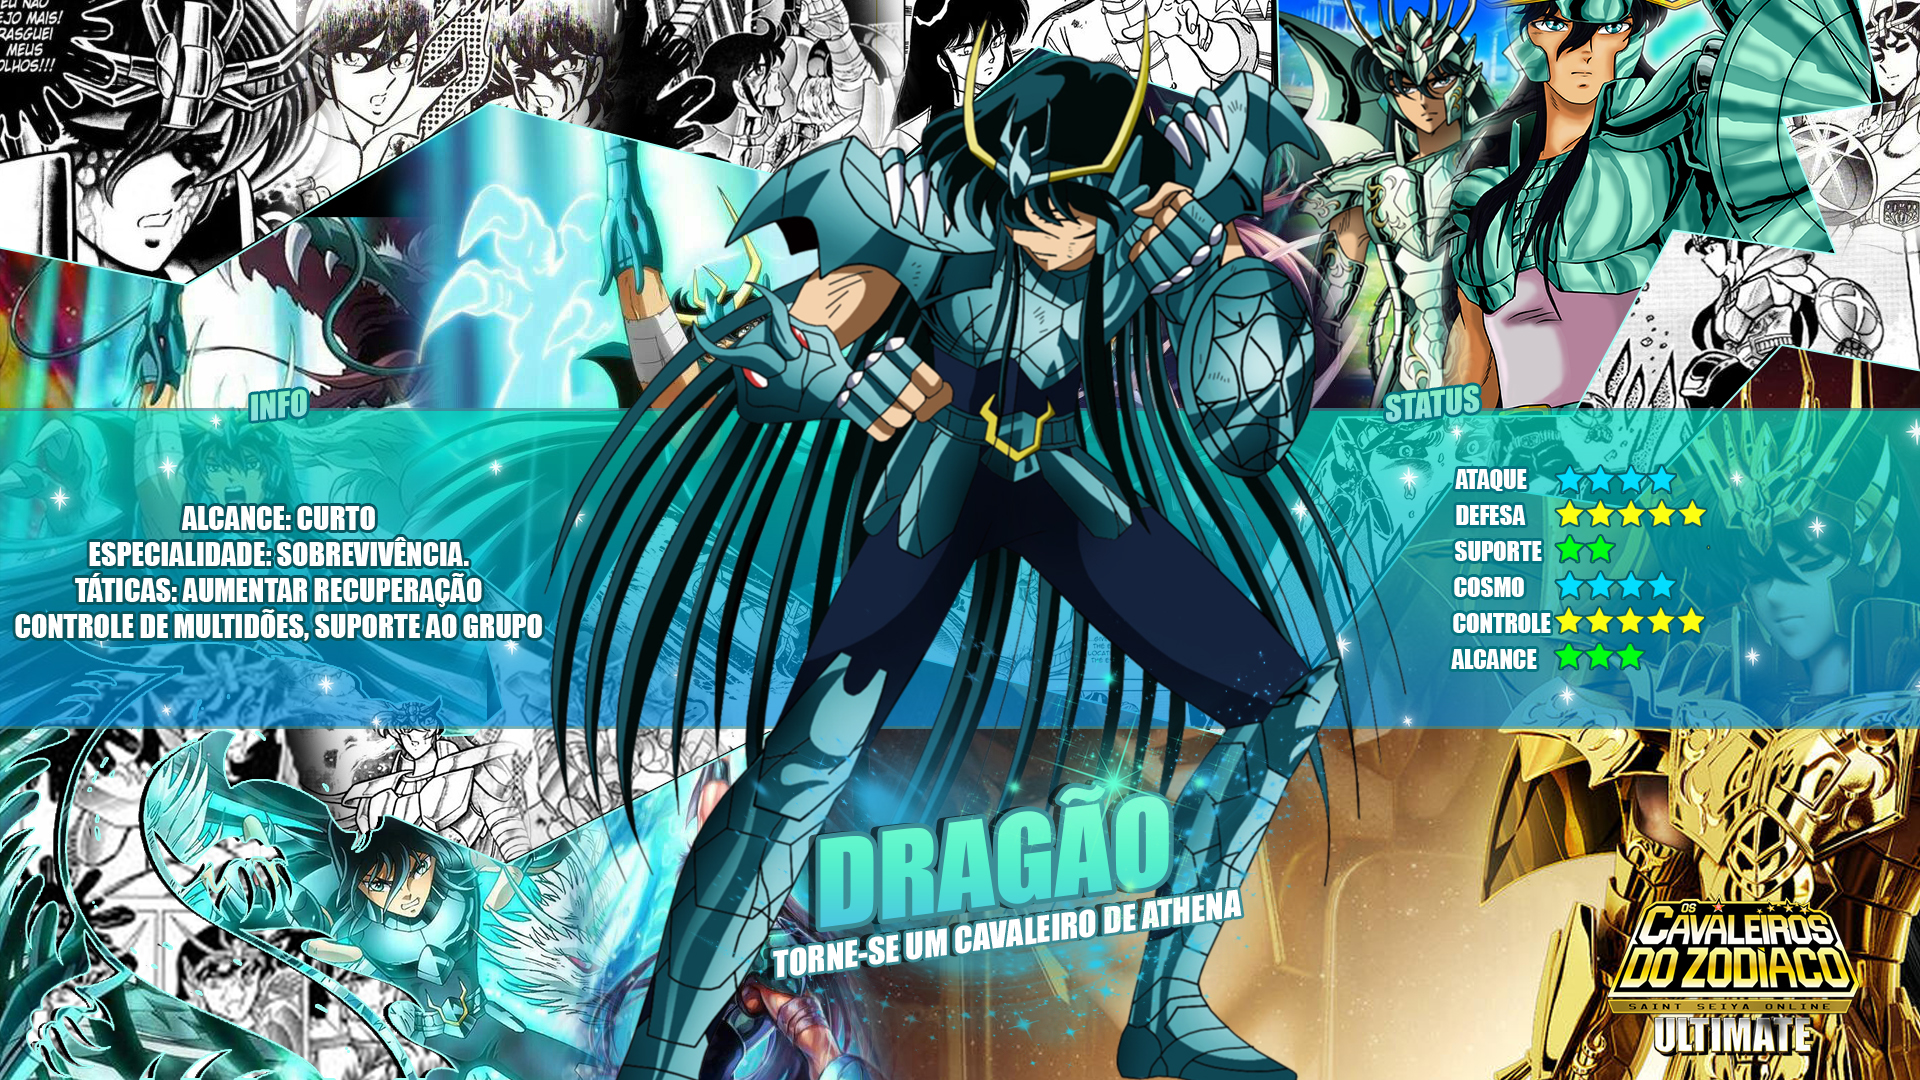 EU NÃO
EJO MAIS!
RASGUEI
MEUS
OLHOS!!!
INFO
ALCANCE: CURTO
ESPECIALIDADE: SOBREVIVÊNCIA.
TÁTICAS: AUMENTAR RECUPERAÇÃO
CONTROLE DE MULTIDÕES, SUPORTE AO GRUPO
STATUS
ATAQUE
DEFESA
SUPORTE
COSMO
CONTROLE
ALCANCE
DRAGÃO
TORNE-SE UM CAVALEIRO DE ATHENA
OS
CAVALEIROS
DO ZODIACO
SAINT SEIYA ONLINE
ULTIMATE